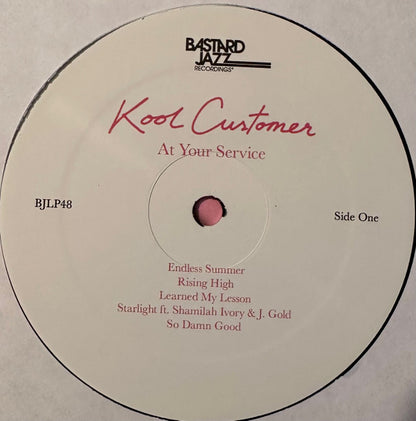 BASTARD
JAZZ
RECORDINGS®
Kool Customer
At Your Service
BJLP48
Side One
Endless Summer
Rising High
Learned My Lesson
Starlight ft. Shamilah Ivory & J. Gold
So Damn Good